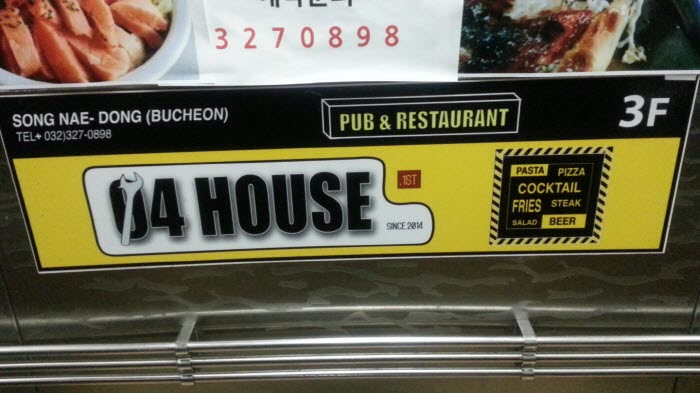 3270898
SONG NAE- DONG (BUCHEON)
TEL+ 032)327-0898
PUB & RESTAURANT
3F
04 HOUSE
.1ST
SINCE.2014
PASTA PIZZA
COCKTAIL
FRIES STEAK
SALAD BEER